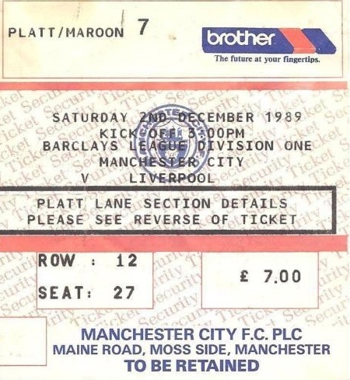 PLATT/MAROON 7
brother
The future at your fingertips.
SATURDAY 2ND DECEMBER 1989
KICK OFF 3:00PM
BARCLAYS LEAGUE DIVISION ONE
MANCHESTER CITY
V LIVERPOOL
PLATT LANE SECTION DETAILS
PLEASE SEE REVERSE OF TICKET
ROW : 12
SEAT: 27
£ 7.00
MANCHESTER CITY F.C. PLC
MAINE ROAD, MOSS SIDE, MANCHESTER
TO BE RETAINED